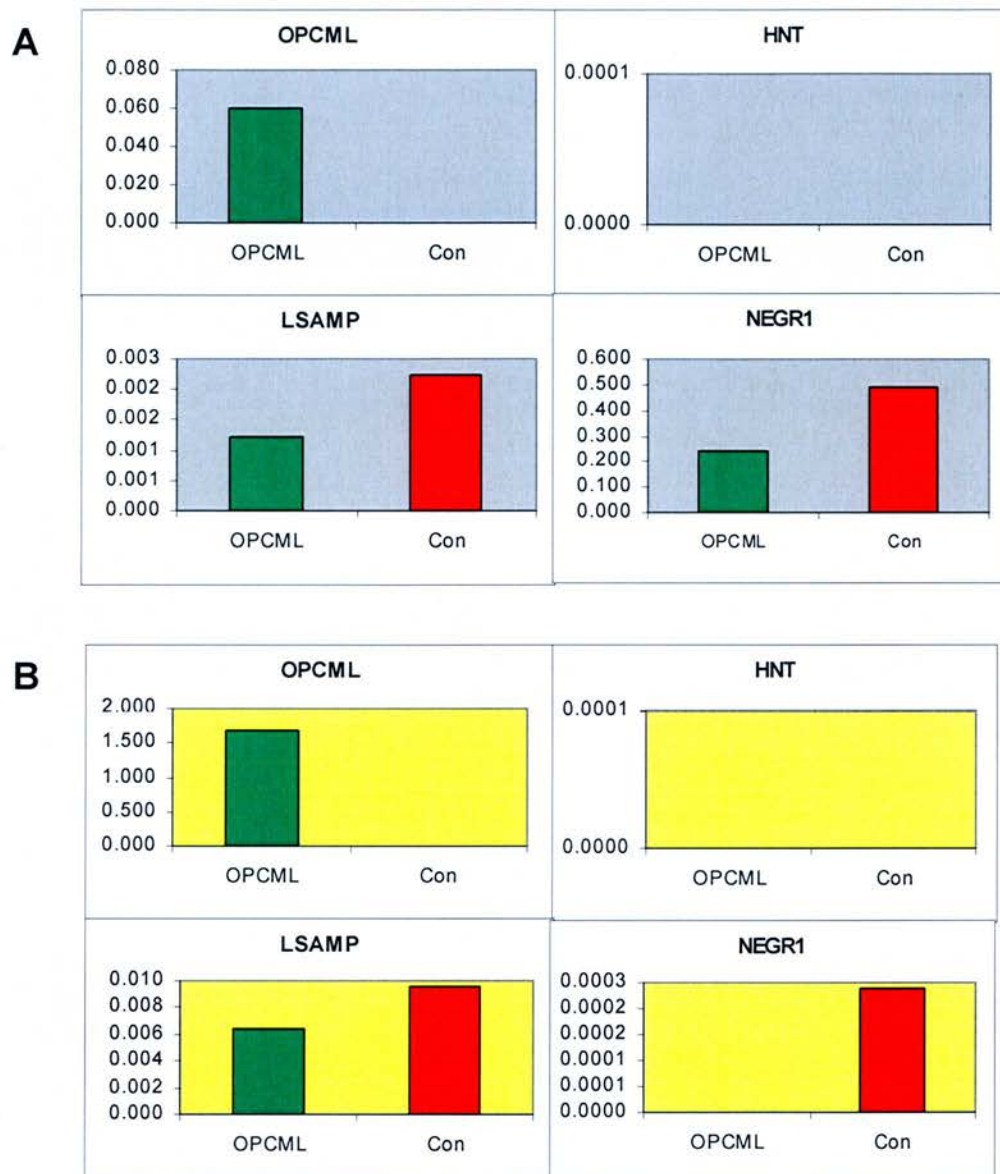 A
OPCML
0.080
0.060
0.040
0.020
0.000
OPCML Con
HNT
0.0001
0.0000
OPCML Con
LSAMP
0.003
0.002
0.002
0.001
0.001
0.000
OPCML Con
NEGR1
0.600
0.500
0.400
0.300
0.200
0.100
0.000
OPCML Con
B
OPCML
2.000
1.500
1.000
0.500
0.000
OPCML Con
HNT
0.0001
0.0000
OPCML Con
LSAMP
0.010
0.008
0.006
0.004
0.002
0.000
OPCML Con
NEGR1
0.0003
0.0002
0.0002
0.0001
0.0001
0.0000
OPCML Con